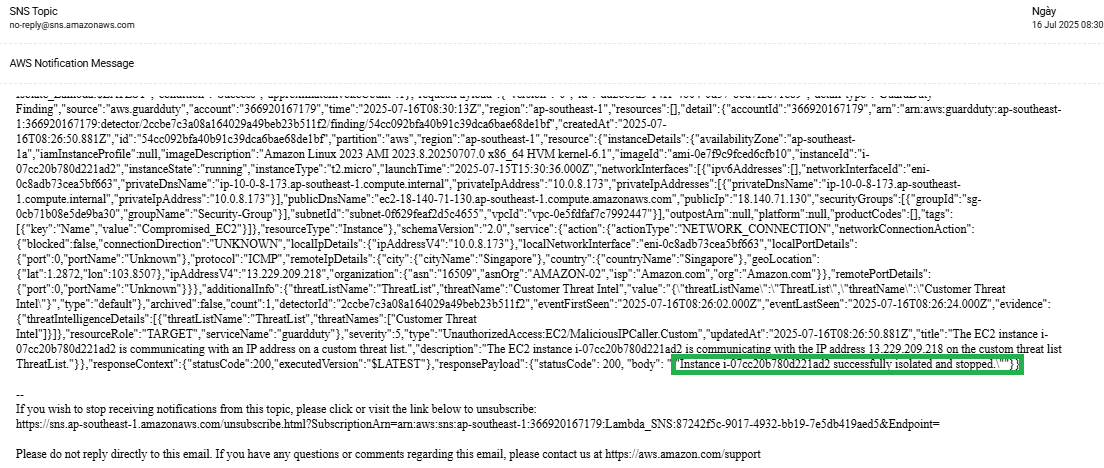 SNS Topic
Ngày
no-reply@sns.amazonaws.com
16 Jul 2025 08:30
AWS Notification Message
Finding","source":"aws.guardduty","account":"366920167179","time":"2025-07-16T08:30:13Z","region":"ap-southeast-1","resources":[],"detail":{"accountId":"366920167179","arn":"arn:aws:guardduty:ap-southeast-
1:366920167179:detector/2ccbe7c3a08a164029a49beb23b511f2/finding/54cc092bfa40b91c39dca6bae68de1bf","createdAt":"2025-07-
16T08:26:50.881Z","id":"54cc092bfa40b91c39dca6bae68de1bf","partition":"aws","region":"ap-southeast-1","resource":{"instanceDetails":{"availabilityZone":"ap-southeast-
1a","iamInstanceProfile":null,"imageDescription":"Amazon Linux 2023 AMI 2023.8.20250707.0 x86_64 HVM kernel-6.1","imageId":"ami-0e7f9c9fced6cfb10","instanceId":"i-
07cc20b780d221ad2","instanceState":"running","instanceType":"t2.micro","launchTime":"2025-07-15T15:30:36.000Z","networkInterfaces":[{"ipv6Addresses":[],"networkInterfaceId":"eni-
0c8adb73cea5bf663","privateDnsName":"ip-10-0-8-173.ap-southeast-1.compute.internal","privateIpAddress":"10.0.8.173","privateIpAddresses":[{"privateDnsName":"ip-10-0-8-173.ap-southeast-
1.compute.internal","privateIpAddress":"10.0.8.173"}],"publicDnsName":"ec2-18-140-71-130.ap-southeast-1.compute.amazonaws.com","publicIp":"18.140.71.130","securityGroups":[{"groupId":"sg-
0cb71b08e5de9ba30","groupName":"Security-Group"}],"subnetId":"subnet-0f629feaf2d5c4655","vpcId":"vpc-0e5fdfaf7c7992447"}],"outpostArn":null,"platform":null,"productCodes":[],"tags":
[{"key":"Name","value":"Compromised_EC2"}]},"resourceType":"Instance"},"schemaVersion":"2.0","service":{"action":{"actionType":"NETWORK_CONNECTION","networkConnectionAction":
{"blocked":false,"connectionDirection":"UNKNOWN","localIpDetails":{"ipAddressV4":"10.0.8.173"},"localNetworkInterface":"eni-0c8adb73cea5bf663","localPortDetails":
{"port":0,"portName":"Unknown"},"protocol":"ICMP","remoteIpDetails":{"city":{"cityName":"Singapore"},"country":{"countryName":"Singapore"},"geoLocation":
{"lat":1.2872,"lon":103.8507},"ipAddressV4":"13.229.209.218","organization":{"asn":"16509","asnOrg":"AMAZON-02","isp":"Amazon.com","org":"Amazon.com"}},"remotePortDetails":
{"port":0,"portName":"Unknown"}}},"additionalInfo":{"threatListName":"ThreatList","threatName":"Customer Threat Intel","value":"{\"threatListName\":\"ThreatList\",\"threatName\":\"Customer Threat
Intel\"}","type":"default"},"archived":false,"count":1,"detectorId":"2ccbe7c3a08a164029a49beb23b511f2","eventFirstSeen":"2025-07-16T08:26:02.000Z","eventLastSeen":"2025-07-16T08:26:24.000Z","evidence":
{"threatIntelligenceDetails":[{"threatListName":"ThreatList","threatNames":["Customer Threat
Intel"]}]},"resourceRole":"TARGET","serviceName":"guardduty"},"severity":5,"type":"UnauthorizedAccess:EC2/MaliciousIPCaller.Custom","updatedAt":"2025-07-16T08:26:50.881Z","title":"The EC2 instance i-
07cc20b780d221ad2 is communicating with an IP address on a custom threat list.","description":"The EC2 instance i-07cc20b780d221ad2 is communicating with the IP address 13.229.209.218 on the custom threat list
ThreatList."}},"responseContext":{"statusCode":200,"executedVersion":"$LATEST"},"responsePayload":{"statusCode": 200, "body": "\"Instance i-07cc20b780d221ad2 successfully isolated and stopped.\""}}
--
If you wish to stop receiving notifications from this topic, please click or visit the link below to unsubscribe:
https://sns.ap-southeast-1.amazonaws.com/unsubscribe.html?SubscriptionArn=arn:aws:sns:ap-southeast-1:366920167179:Lambda_SNS:87242f5c-9017-4932-bb19-7e5db419aed5&Endpoint=
Please do not reply directly to this email. If you have any questions or comments regarding this email, please contact us at https://aws.amazon.com/support